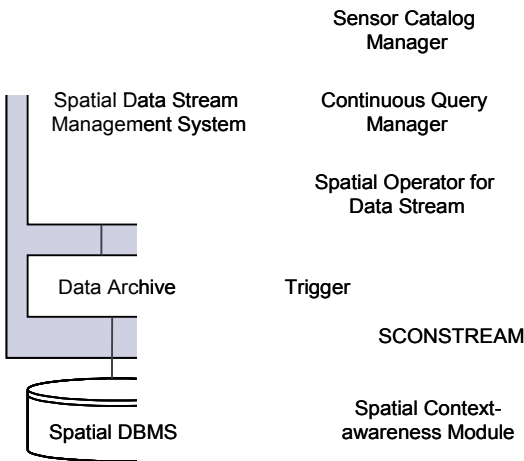 Sensor Catalog
Manager
Spatial Data Stream
Management System
Continuous Query
Manager
Spatial Operator for
Data Stream
Data Archive
Trigger
SCONSTREAM
Spatial DBMS
Spatial Context-
awareness Module